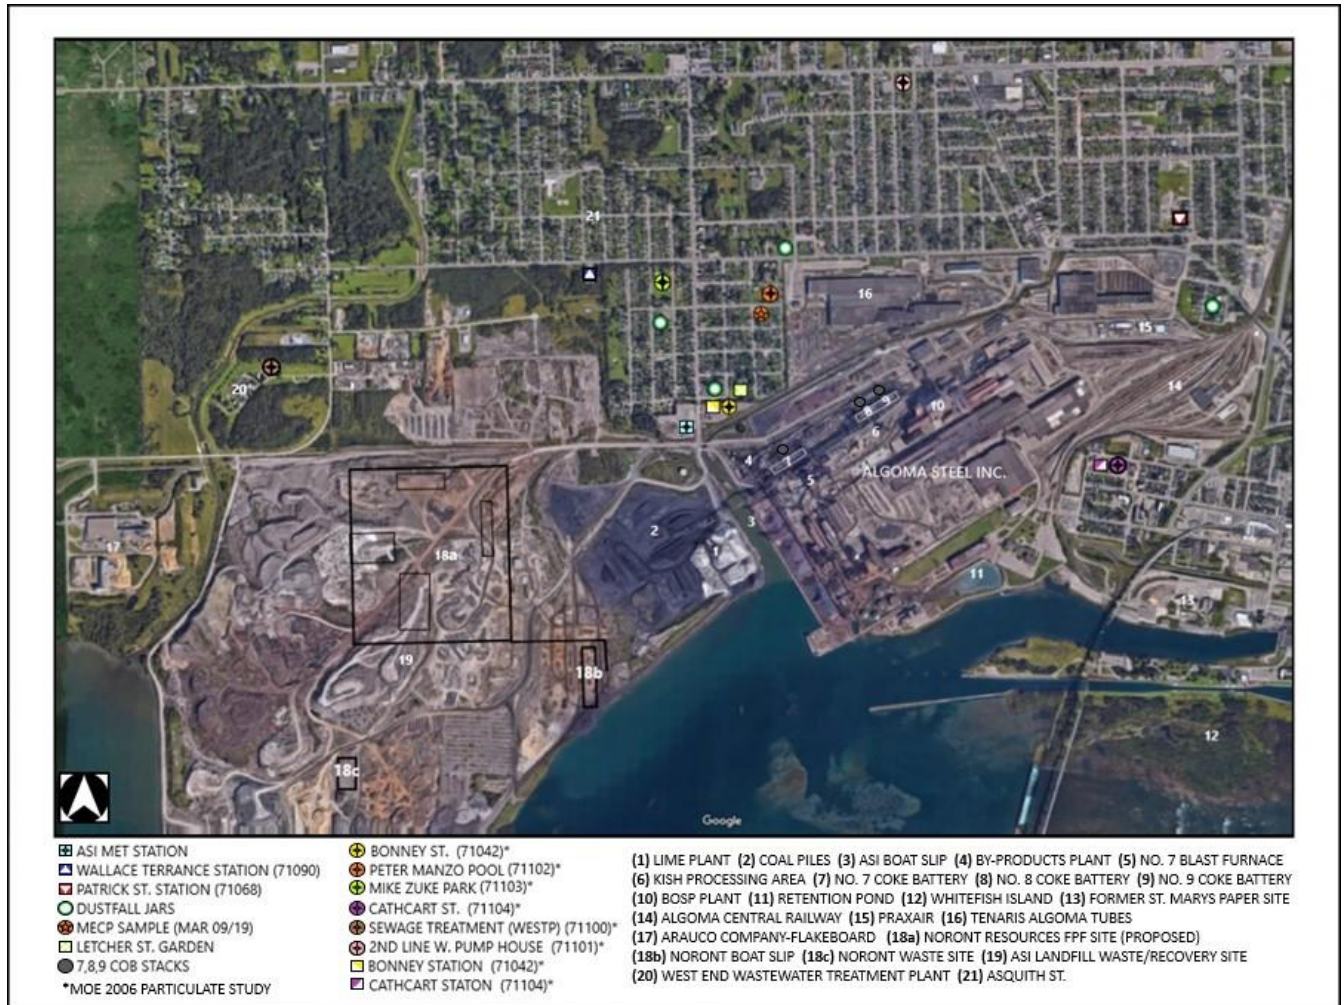 21
16
15
20
14
8
9
10
6
4
7
ALGOMA STEEL INC.
5
17
18a
2
3
1
11
13
19
18b
12
18c
Google
ASI MET STATION
WALLACE TERRANCE STATION (71090)
PATRICK ST. STATION (71068)
DUSTFALL JARS
MECP SAMPLE (MAR 09/19)
LETCHER ST. GARDEN
7,8,9 COB STACKS
*MOE 2006 PARTICULATE STUDY
BONNEY ST. (71042)*
PETER MANZO POOL (71102)*
MIKE ZUKE PARK (71103)*
CATHCART ST. (71104)*
SEWAGE TREATMENT (WESTP) (71100)*
2ND LINE W. PUMP HOUSE (71101)*
BONNEY STATION (71042)*
CATHCART STATON (71104)*
(1) LIME PLANT (2) COAL PILES (3) ASI BOAT SLIP (4) BY-PRODUCTS PLANT (5) NO. 7 BLAST FURNACE
(6) KISH PROCESSING AREA (7) NO. 7 COKE BATTERY (8) NO. 8 COKE BATTERY (9) NO. 9 COKE BATTERY
(10) BOSP PLANT (11) RETENTION POND (12) WHITEFISH ISLAND (13) FORMER ST. MARYS PAPER SITE
(14) ALGOMA CENTRAL RAILWAY (15) PRAXAIR (16) TENARIS ALGOMA TUBES
(17) ARAUCO COMPANY-FLAKEBOARD (18a) NORONT RESOURCES FPF SITE (PROPOSED)
(18b) NORONT BOAT SLIP (18c) NORONT WASTE SITE (19) ASI LANDFILL WASTE/RECOVERY SITE
(20) WEST END WASTEWATER TREATMENT PLANT (21) ASQUITH ST.